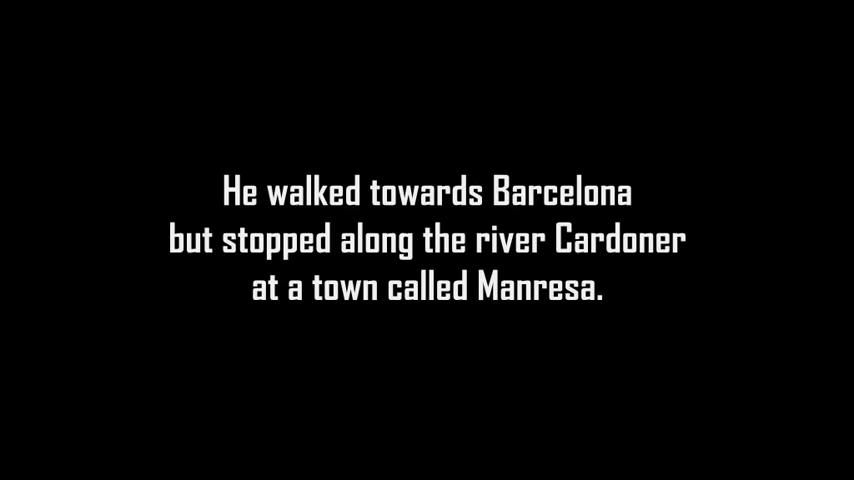 He walked towards Barcelona
but stopped along the river Cardoner
at a town called Manresa.